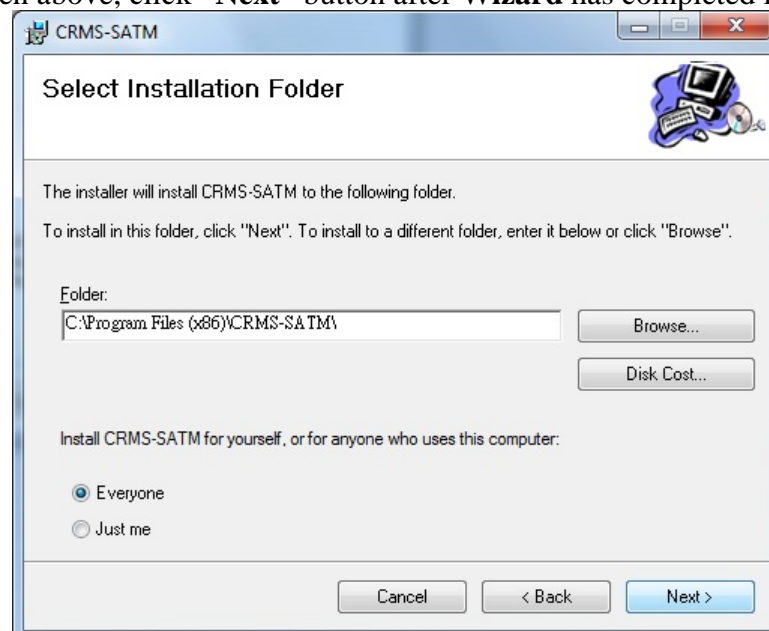 above, click "Next" button after Wizard has completed
CRMS-SATM
Select Installation Folder
The installer will install CRMS-SATM to the following folder.
To install in this folder, click "Next". To install to a different folder, enter it below or click "Browse".
Folder:
C:\Program Files (x86)\CRMS-SATM\
Browse...
Disk Cost...
Install CRMS-SATM for yourself, or for anyone who uses this computer:
Everyone
Just me
Cancel
< Back
Next >